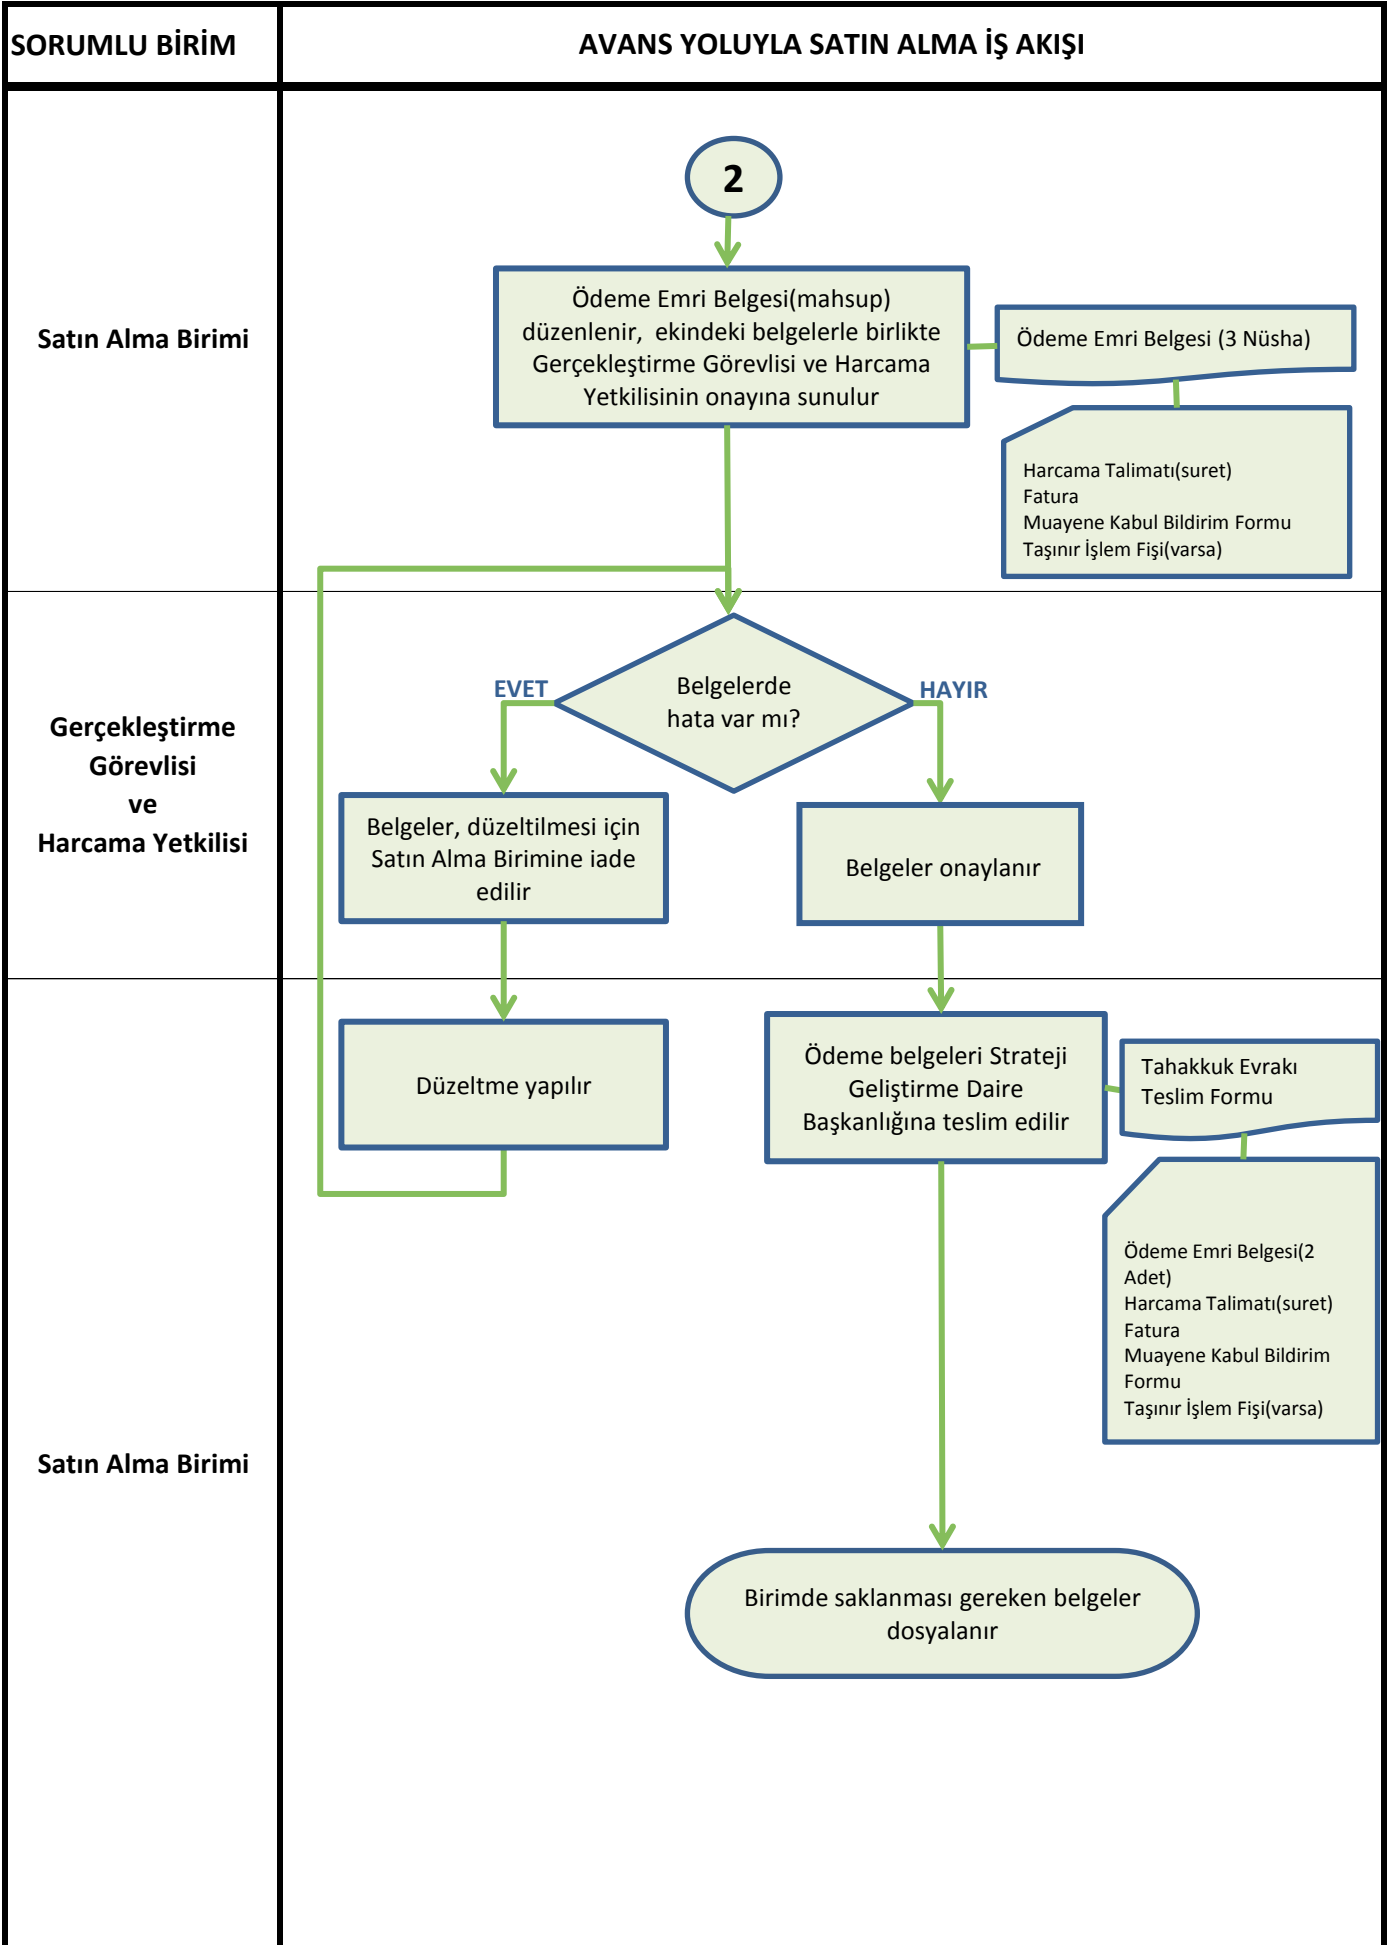 SORUMLU BİRİM
AVANS YOLUYLA SATIN ALMA İŞ AKIŞI
2
Satın Alma Birimi
Ödeme Emri Belgesi(mahsup)
düzenlenir, ekindeki belgelerle birlikte
Gerçekleştirme Görevlisi ve Harcama
Yetkilisinin onayına sunulur
Ödeme Emri Belgesi (3 Nüsha)
Harcama Talimatı(suret)
Fatura
Muayene Kabul Bildirim Formu
Taşınır İşlem Fişi(varsa)
Gerçekleştirme
Görevlisi
ve
Harcama Yetkilisi
Belgelerde
hata var mı?
EVET
HAYIR
Belgeler, düzeltilmesi için
Satın Alma Birimine iade
edilir
Belgeler onaylanır
Satın Alma Birimi
Düzeltme yapılır
Ödeme belgeleri Strateji
Geliştirme Daire
Başkanlığına teslim edilir
Tahakkuk Evrakı
Teslim Formu
Ödeme Emri Belgesi(2
Adet)
Harcama Talimatı(suret)
Fatura
Muayene Kabul Bildirim
Formu
Taşınır İşlem Fişi(varsa)
Birimde saklanması gereken belgeler
dosyalanır